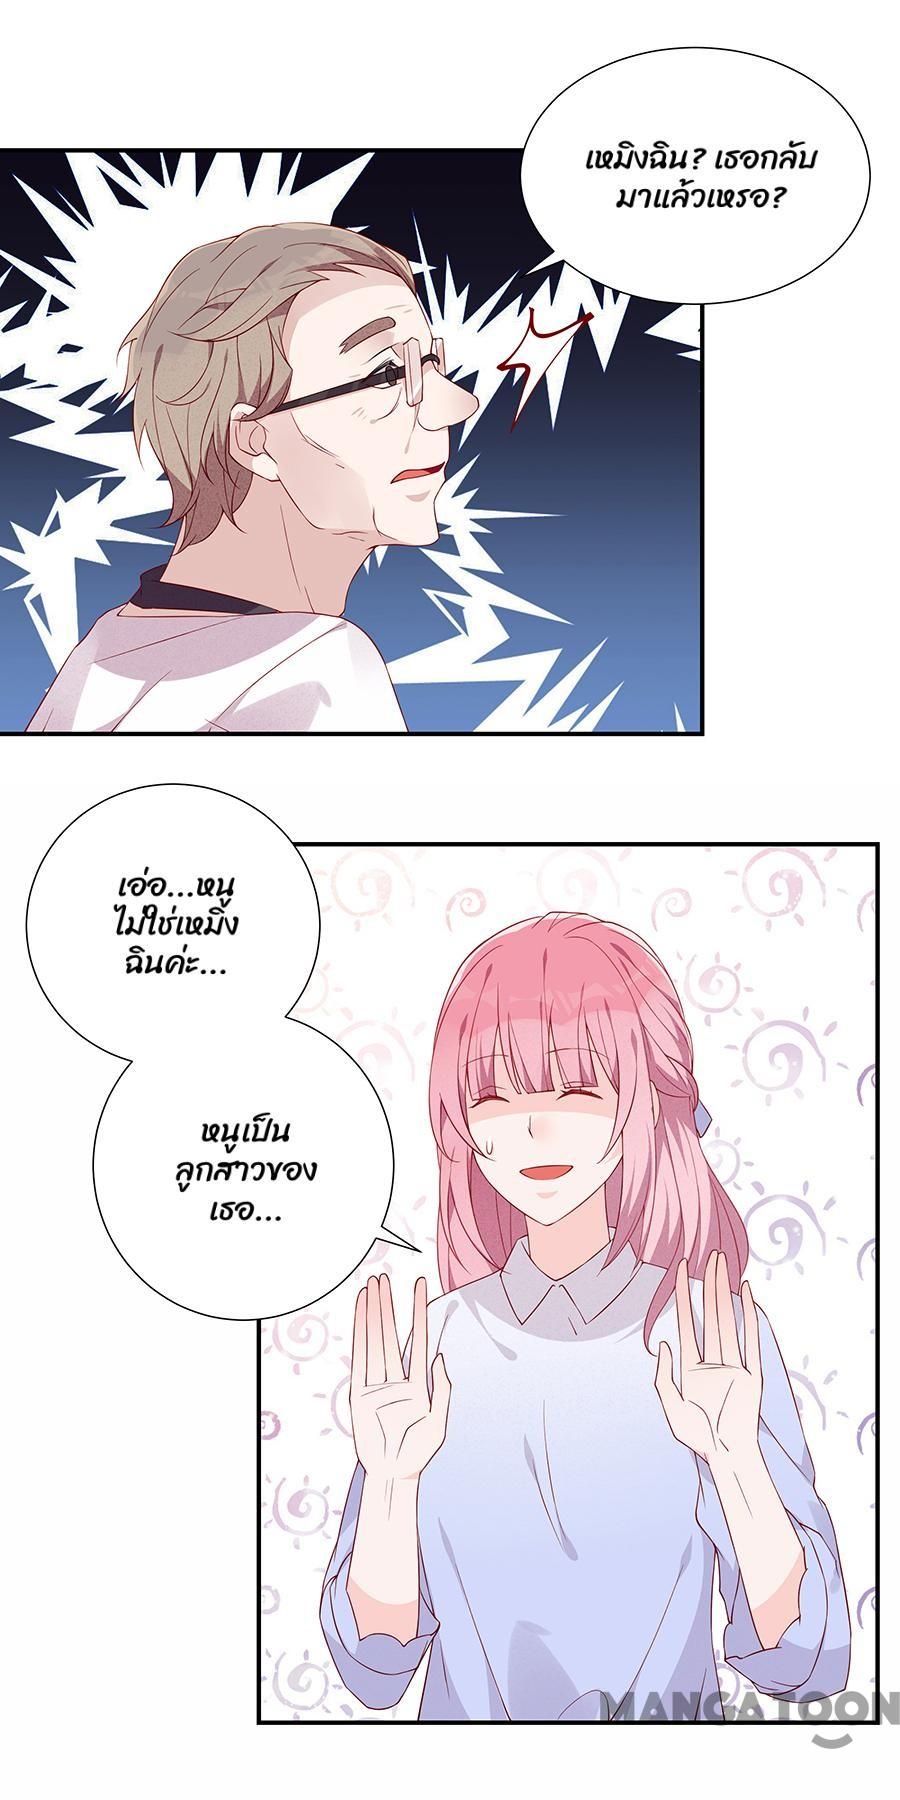 เหมิงฉิน? เธอกลับ
มาแล้วเหรอ?
เอ่อ...หนู
ไม่ใช่เหมิง
ฉินค่ะ...
หนูเป็น
ลูกสาวของ
เธอ...
MANGATOON